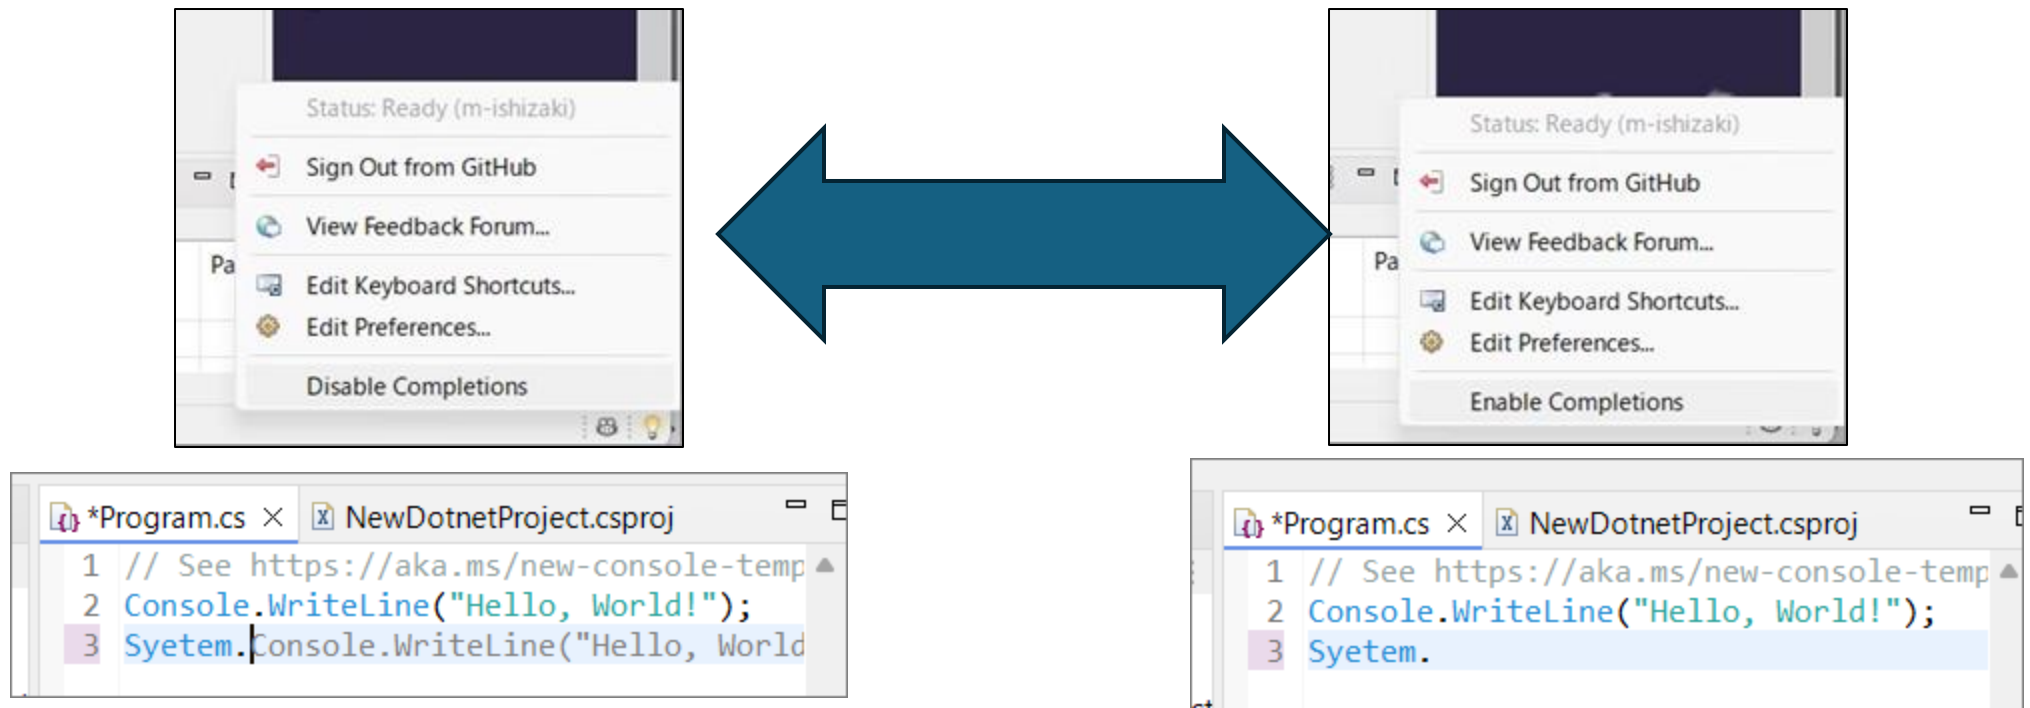 Status: Ready (m-ishizaki)
Sign Out from GitHub
View Feedback Forum...
Pa
Edit Keyboard Shortcuts...
Edit Preferences...
Disable Completions
Status: Ready (m-ishizaki)
Sign Out from GitHub
View Feedback Forum...
Pa
Edit Keyboard Shortcuts...
Edit Preferences...
Enable Completions
*Program.cs NewDotnetProject.csproj
1 // See https://aka.ms/new-console-temp
2 Console.WriteLine("Hello, World!");
3 Syetem.Console.WriteLine("Hello, World
*Program.cs NewDotnetProject.csproj
1 // See https://aka.ms/new-console-temp
2 Console.WriteLine("Hello, World!");
3 Syetem.